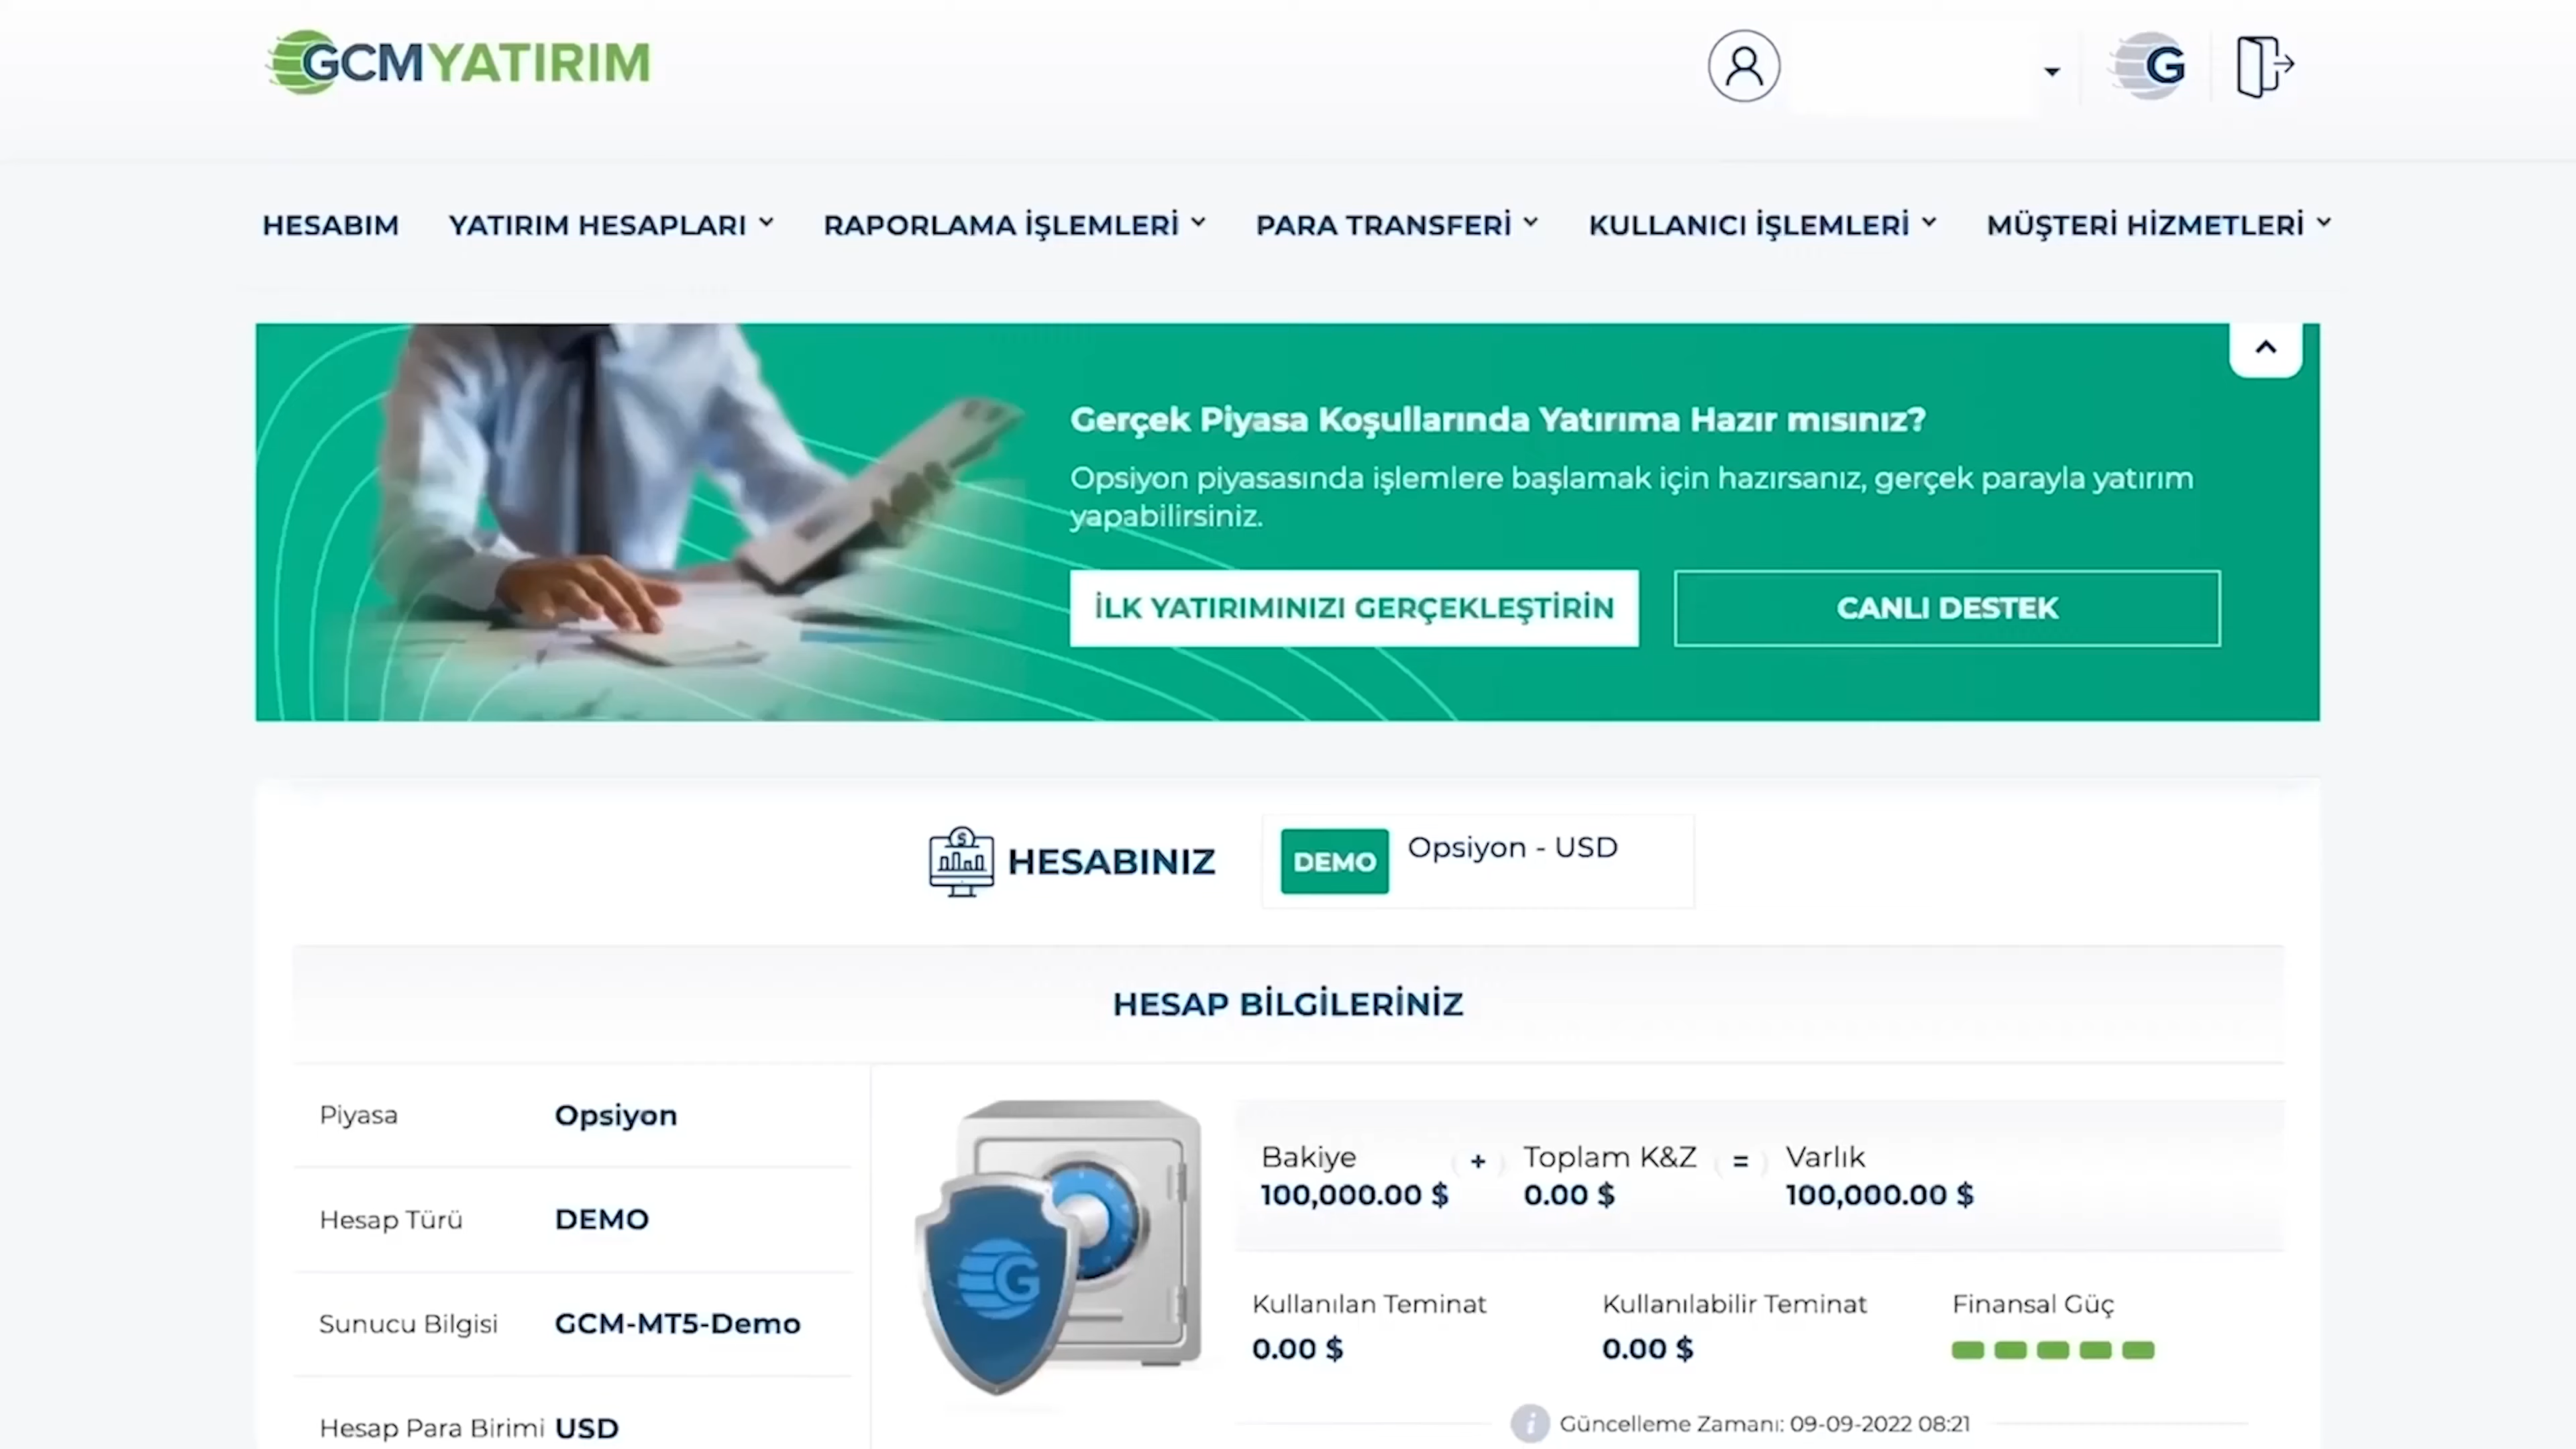 GCMYATIRIM
G
HESABIM YATIRIM HESAPLARI RAPORLAMA İŞLEMLERİ PARA TRANSFERİ KULLANICI İŞLEMLERİ MÜŞTERİ HİZMETLERİ
Gerçek Piyasa Koşullarında Yatırıma Hazır mısınız?
Opsiyon piyasasında işlemlere başlamak için hazırsanız, gerçek parayla yatırım
yapabilirsiniz.
İLK YATIRIMINIZI GERÇEKLEŞTİRİN CANLI DESTEK
HESABINIZ DEMO Opsiyon - USD
HESAP BİLGİLERİNİZ
Piyasa Opsiyon
Hesap Türü DEMO
Sunucu Bilgisi GCM-MT5-Demo
Hesap Para Birimi USD
G
Bakiye + Toplam K&Z = Varlık
100,000.00 $ 0.00 $ 100,000.00 $
Kullanılan Teminat Kullanılabilir Teminat Finansal Güç
0.00 $ 0.00 $
Güncelleme Zamanı: 09-09-2022 08:21